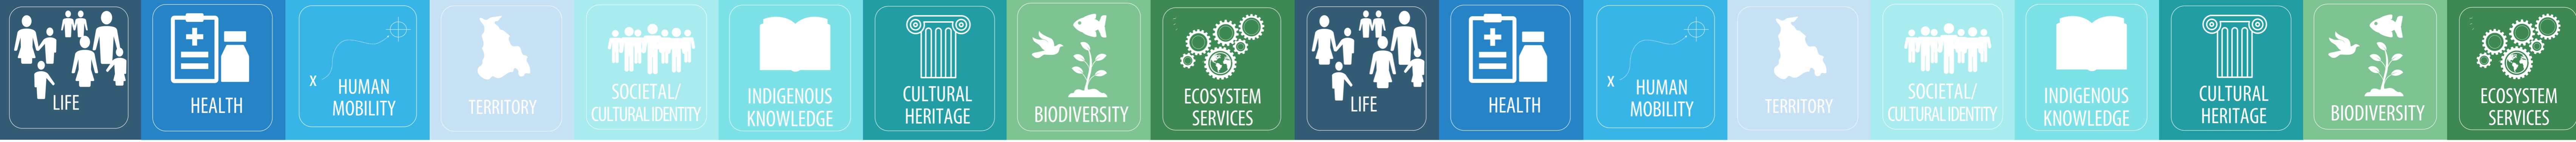 LIFE
HEALTH
X
HUMAN
MOBILITY
TERRITORY
SOCIETAL/
CULTURAL IDENTITY
INDIGENOUS
KNOWLEDGE
CULTURAL
HERITAGE
BIODIVERSITY
ECOSYSTEM
SERVICES
LIFE
HEALTH
X
HUMAN
MOBILITY
TERRITORY
SOCIETAL/
CULTURAL IDENTITY
INDIGENOUS
KNOWLEDGE
CULTURAL
HERITAGE
BIODIVERSITY
ECOSYSTEM
SERVICES